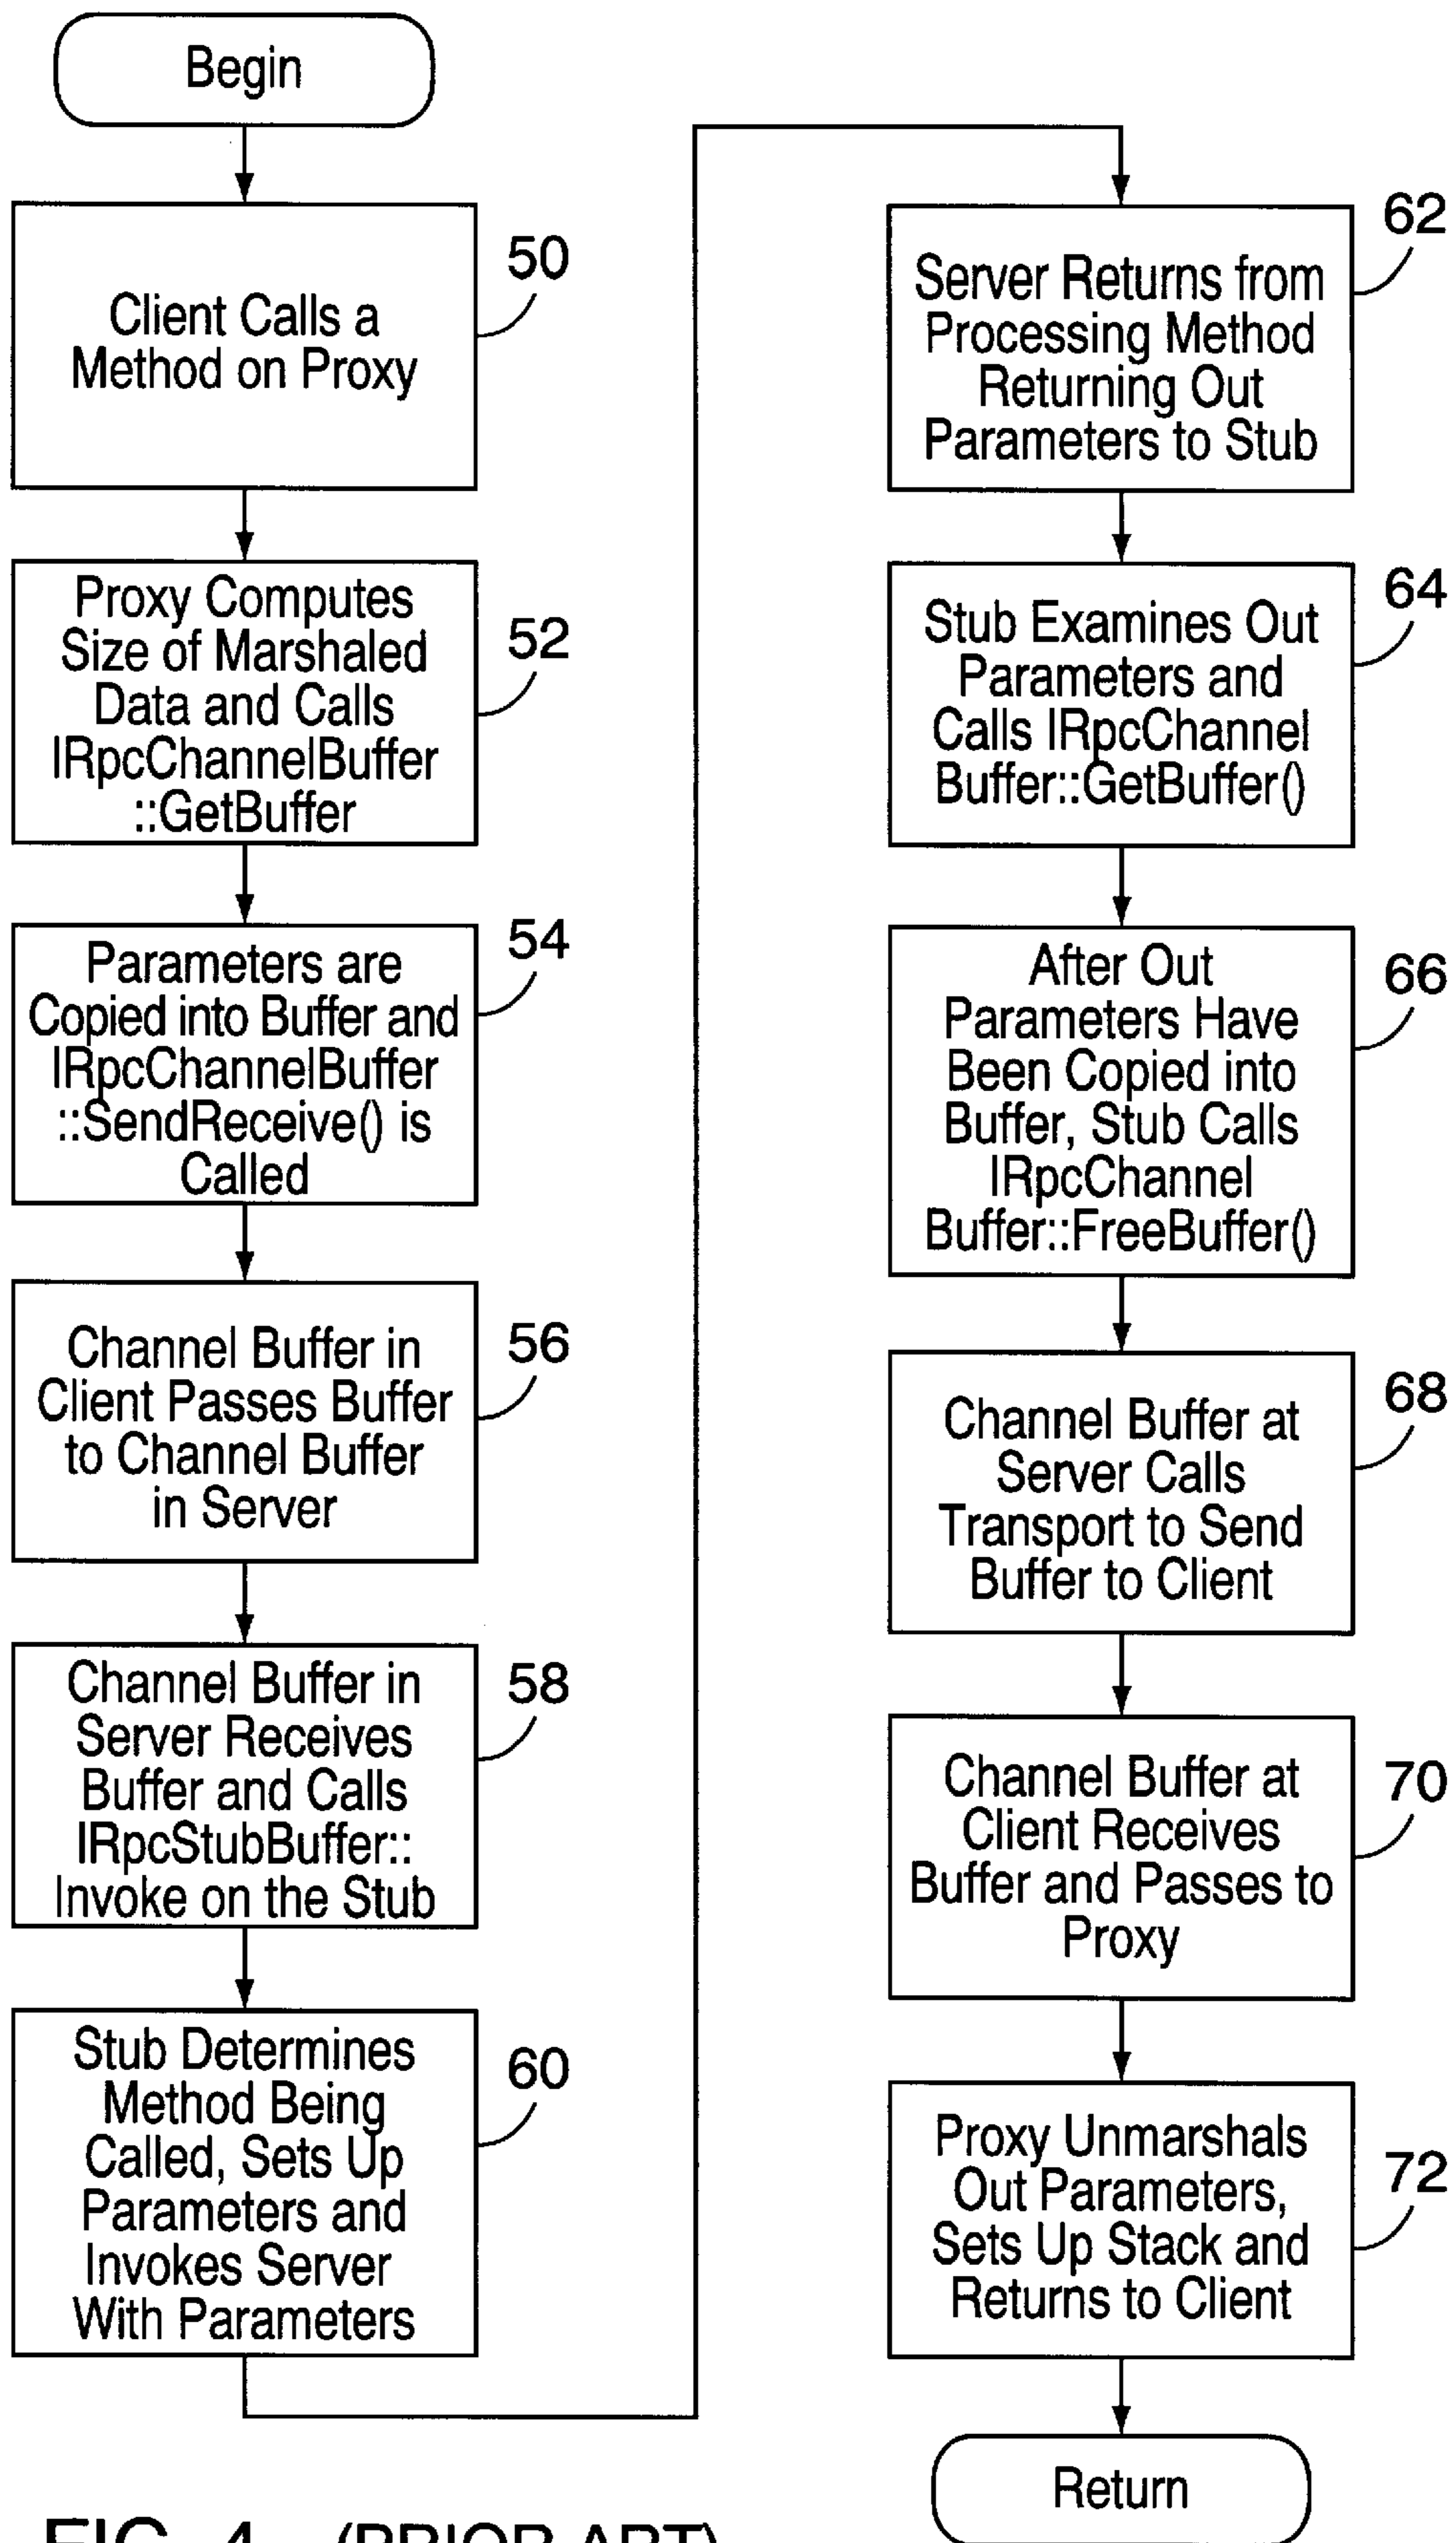 Begin
Client Calls a
Method on Proxy
50
Proxy Computes
Size of Marshaled
Data and Calls
IRpcChannelBuffer
::GetBuffer
52
Parameters are
Copied into Buffer and
IRpcChannelBuffer
::SendReceive() is
Called
54
Channel Buffer in
Client Passes Buffer
to Channel Buffer
in Server
56
Channel Buffer in
Server Receives
Buffer and Calls
IRpcStubBuffer::
Invoke on the Stub
58
Stub Determines
Method Being
Called, Sets Up
Parameters and
Invokes Server
With Parameters
60
Server Returns from
Processing Method
Returning Out
Parameters to Stub
62
Stub Examines Out
Parameters and
Calls IRpcChannel
Buffer::GetBuffer()
64
After Out
Parameters Have
Been Copied into
Buffer, Stub Calls
IRpcChannel
Buffer::FreeBuffer()
66
Channel Buffer at
Server Calls
Transport to Send
Buffer to Client
68
Channel Buffer at
Client Receives
Buffer and Passes to
Proxy
70
Proxy Unmarshals
Out Parameters,
Sets Up Stack and
Returns to Client
72
Return
FIG. 4 (PRIOR ART)